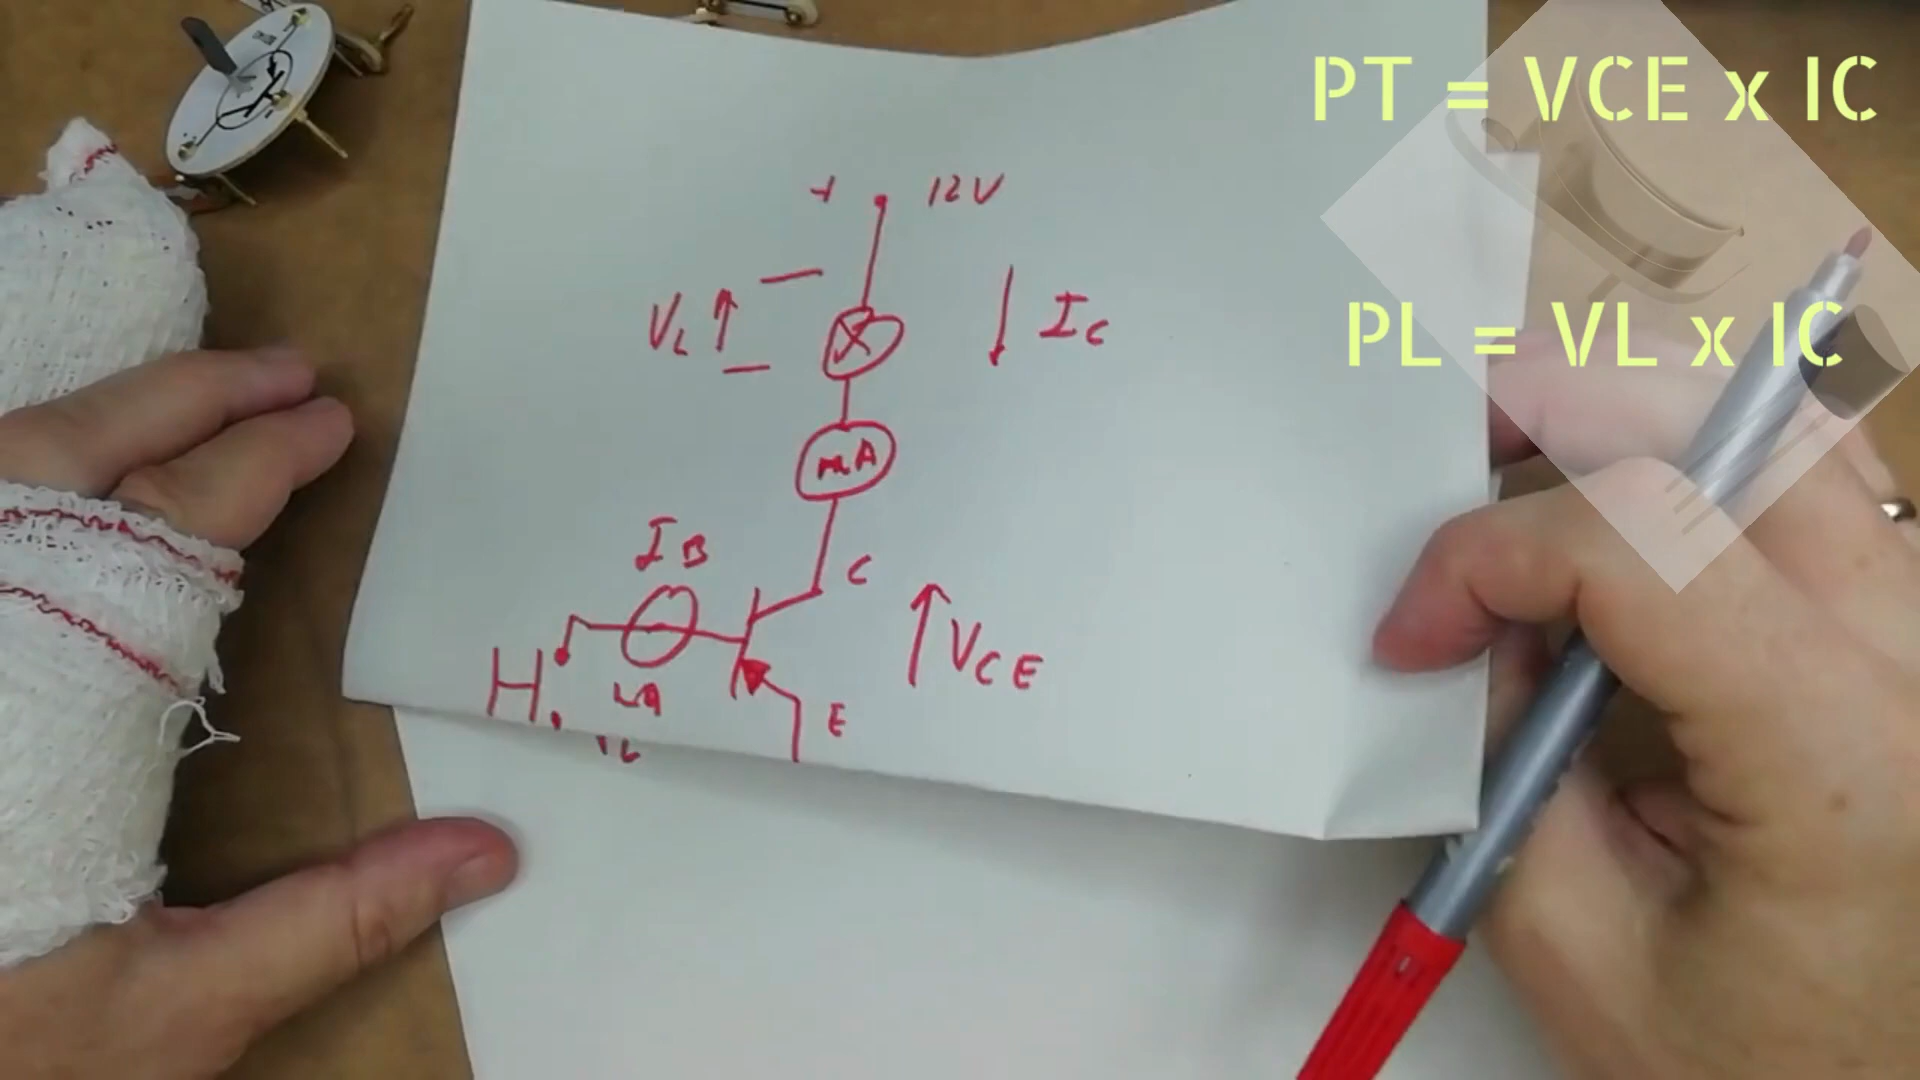 PT = VCE x IC
+ 12V
VL
IC
PL = VL x IC
mA
IB
C
VCE
H
E